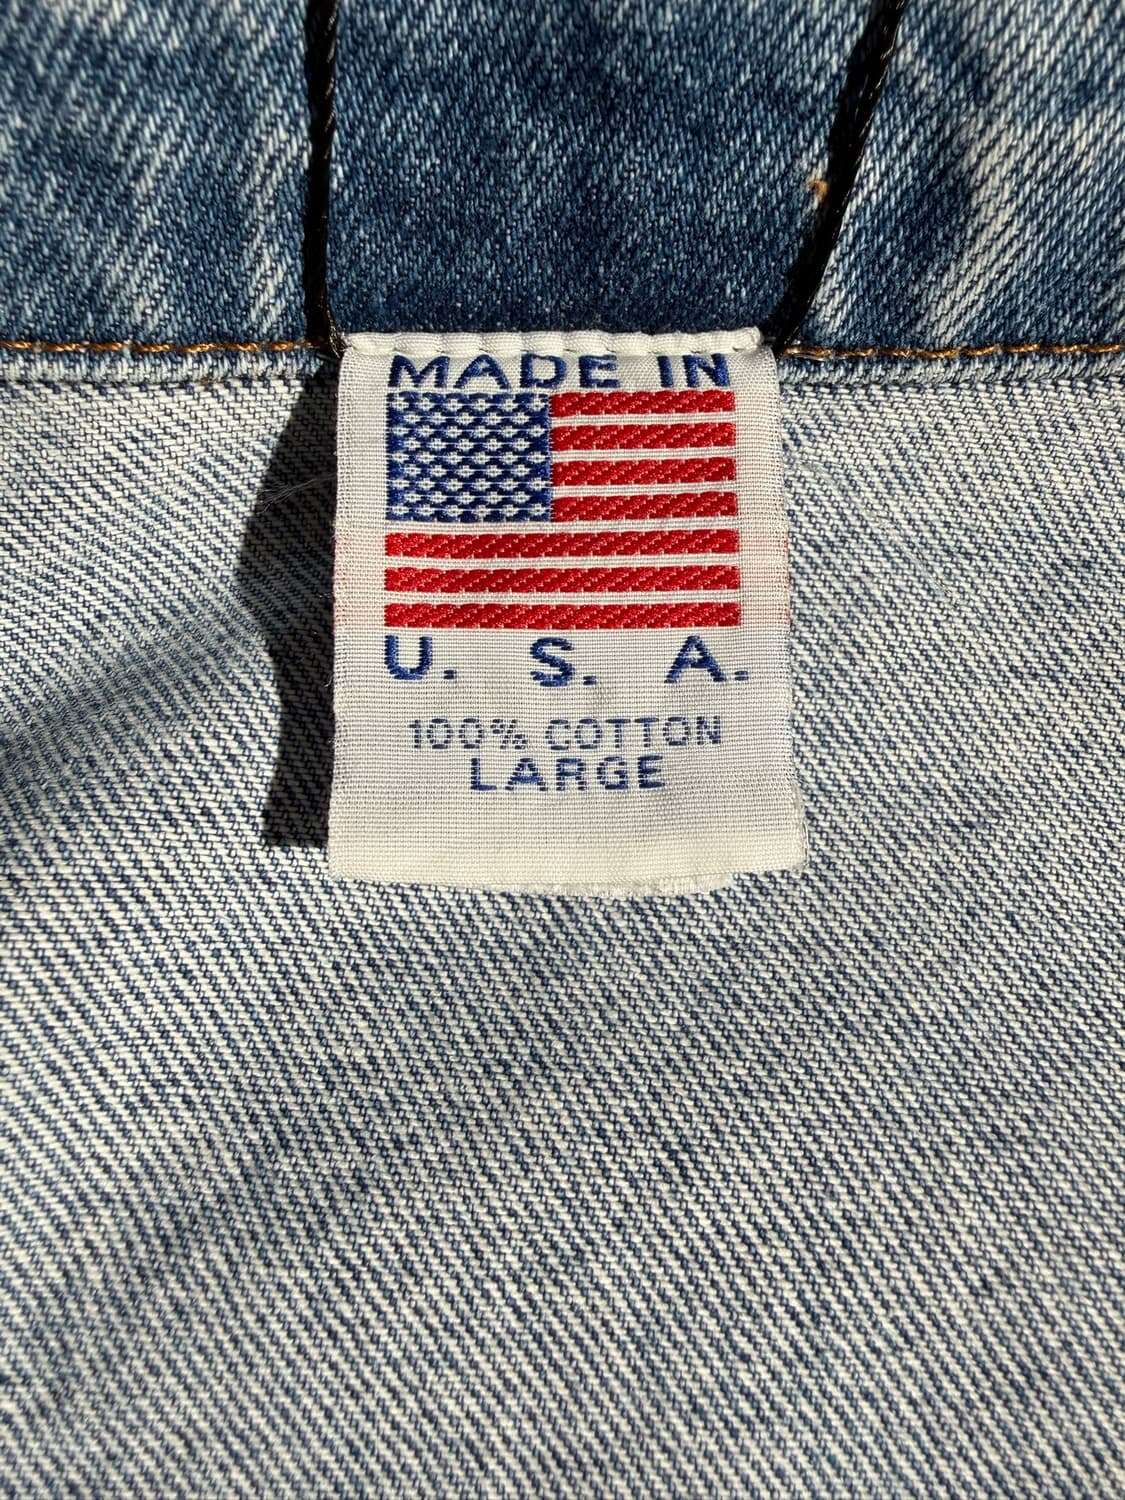 MADE IN
U. S. A.
100% COTTON
LARGE